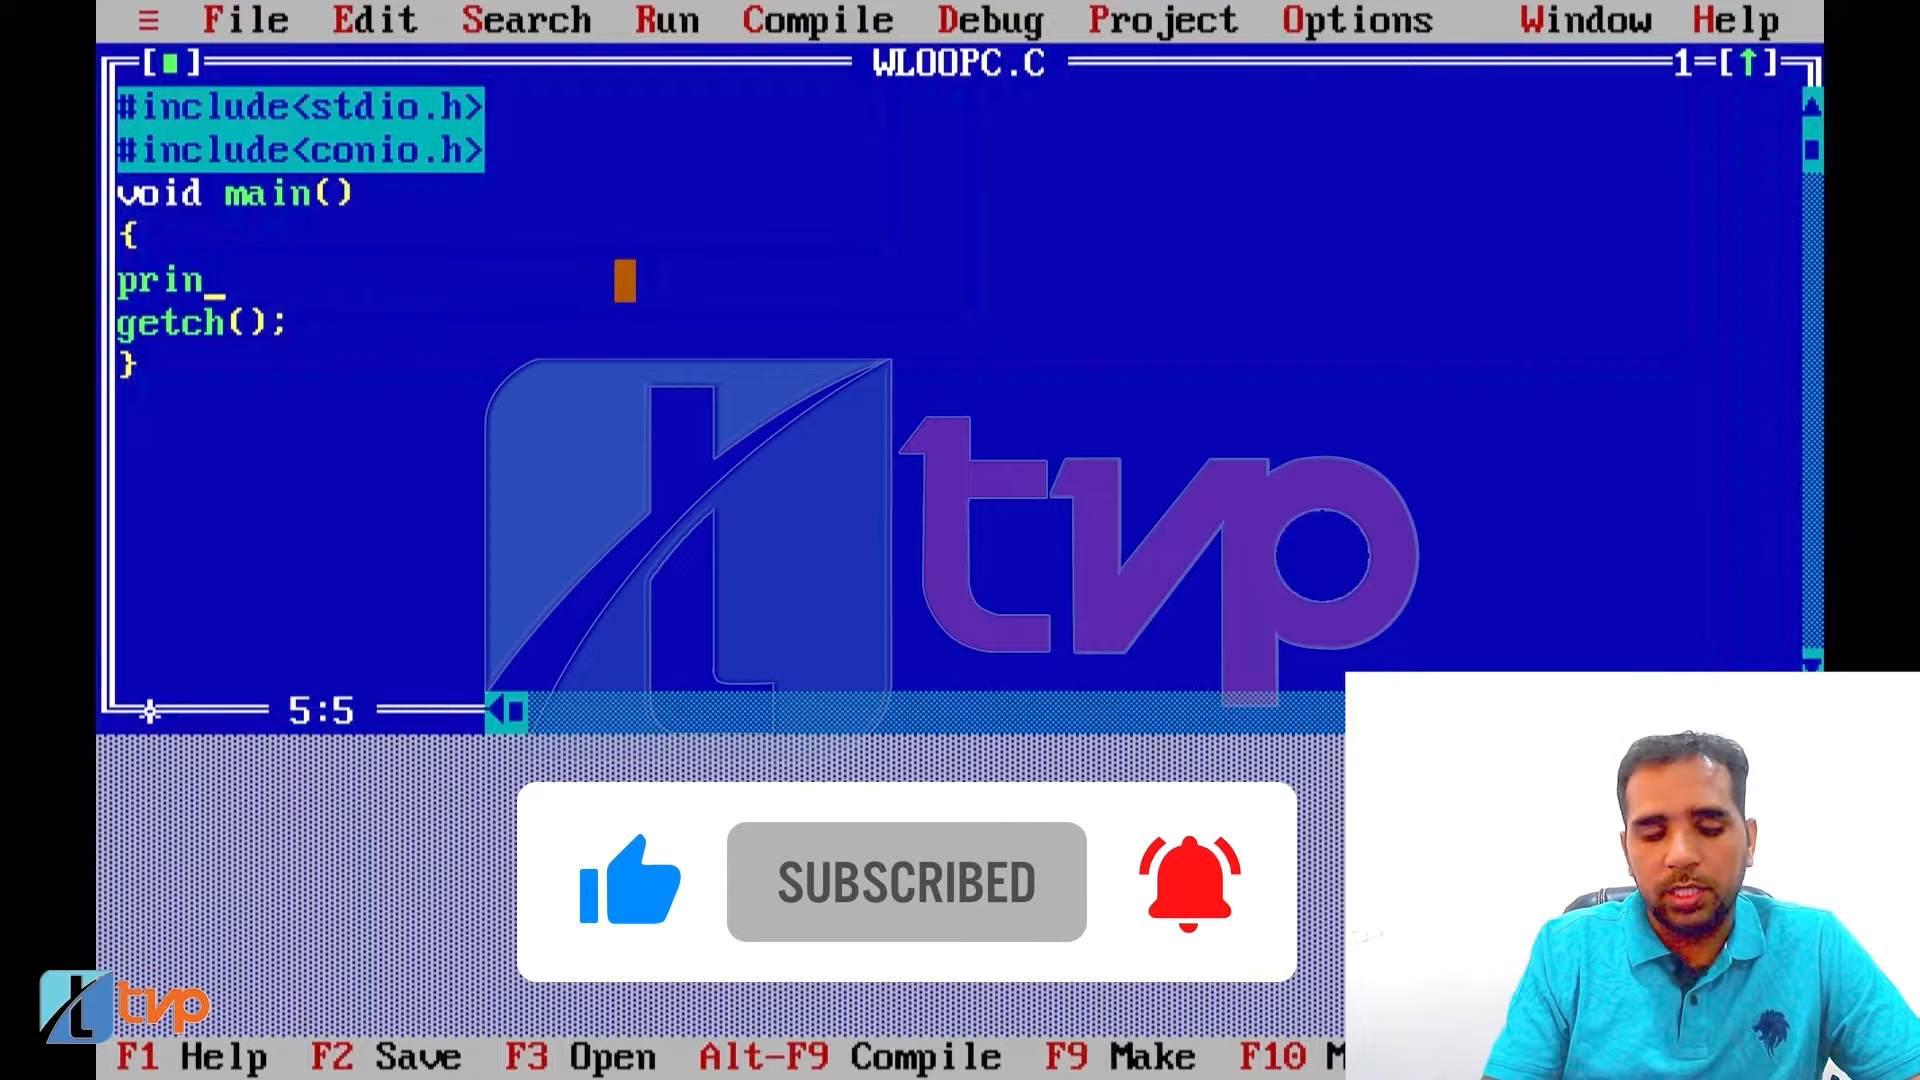 ≡ File Edit Search Run Compile Debug Project Options Window Help
[■] WLOOPC.C 1=[↑]
#include<stdio.h>
#include<conio.h>
void main()
{
prin_
getch();
}
tvp
5:5
SUBSCRIBED
tvp
F1 Help F2 Save F3 Open Alt-F9 Compile F9 Make F10 M